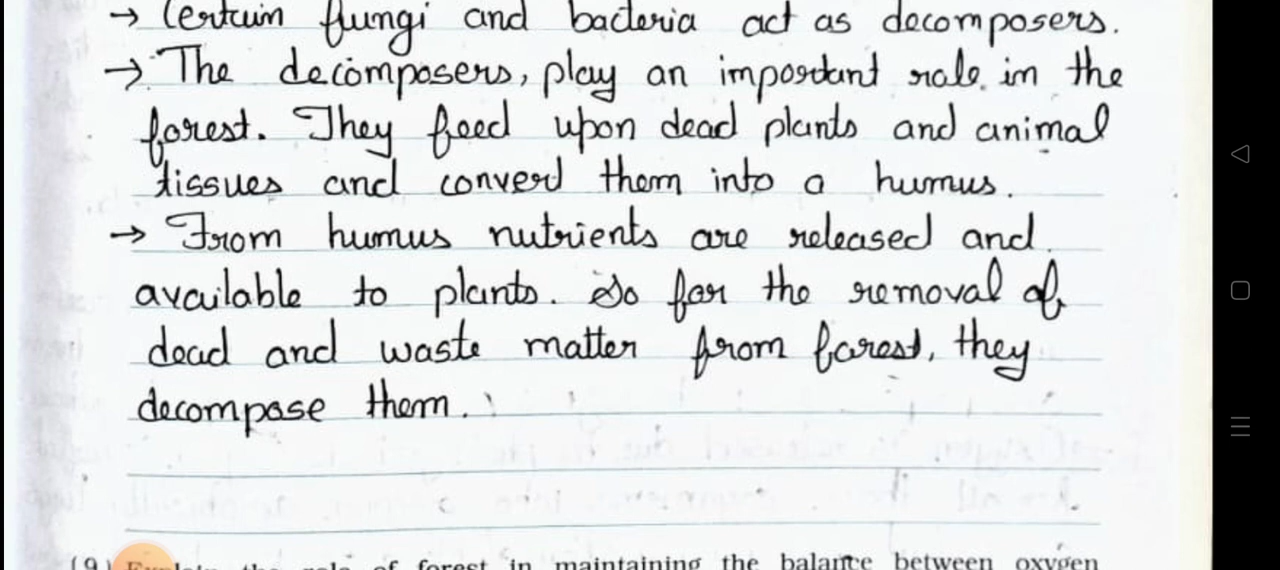 → Certain fungi and bacteria act as decomposers.
→ The decomposers, play an important role in the
forest. They feed upon dead plants and animal
tissues and convert them into a humus.
→ From humus nutrients are released and
available to plants. So for the removal of
dead and waste matter from forest, they
decompose them.
(9) Explain the role of forest in maintaining the balance between oxygen